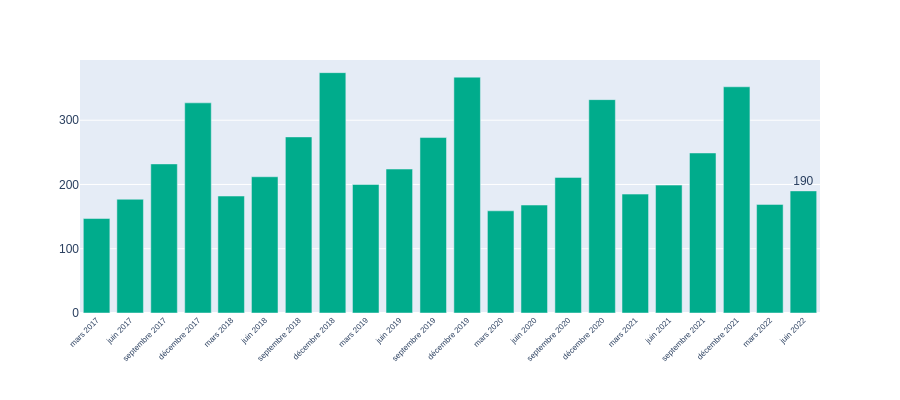 300
200
100
0
190
mars 2017
juin 2017
septembre 2017
décembre 2017
mars 2018
juin 2018
septembre 2018
décembre 2018
mars 2019
juin 2019
septembre 2019
décembre 2019
mars 2020
juin 2020
septembre 2020
décembre 2020
mars 2021
juin 2021
septembre 2021
décembre 2021
mars 2022
juin 2022